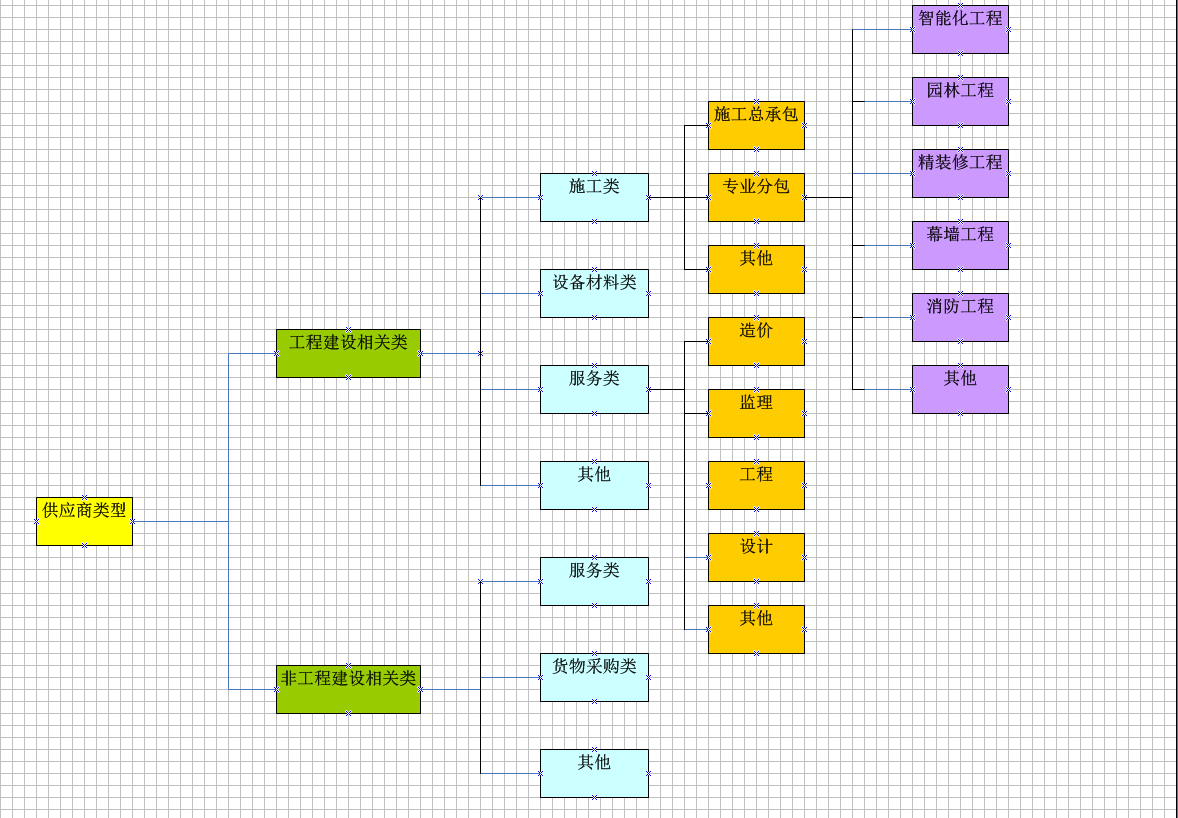 智能化工程
园林工程
施工总承包
精装修工程
施工类
专业分包
幕墙工程
设备材料类
其他
消防工程
工程建设相关类
造价
服务类
其他
监理
其他
工程
供应商类型
设计
服务类
其他
货物采购类
非工程建设相关类
其他